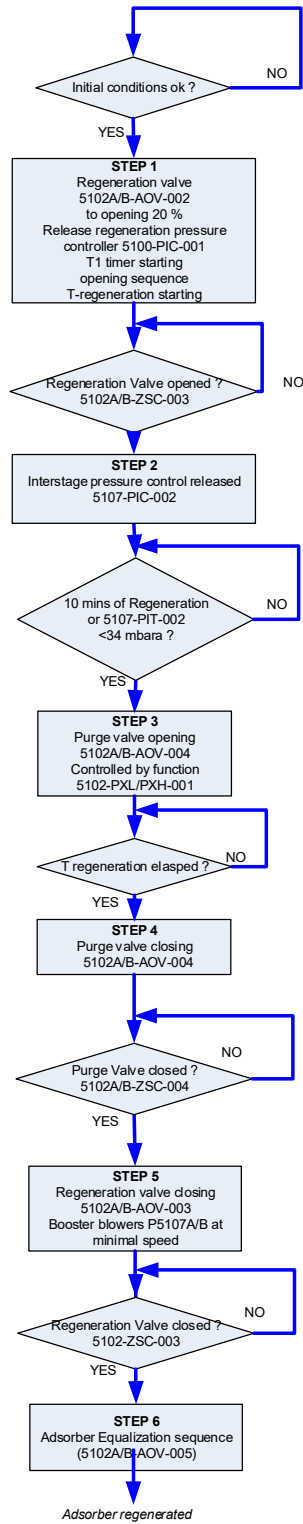 Initial conditions ok ?
NO
YES
STEP 1
Regeneration valve
5102A/B-AOV-002
to opening 20 %
Release regeneration pressure
controller 5100-PIC-001
T1 timer starting
opening sequence
T-regeneration starting
Regeneration Valve opened ?
5102A/B-ZSC-003
NO
STEP 2
Interstage pressure control released
5107-PIC-002
10 mins of Regeneration
or 5107-PIT-002
<34 mbara ?
NO
YES
STEP 3
Purge valve opening
5102A/B-AOV-004
Controlled by function
5102-PXL/PXH-001
T regeneration elasped ?
NO
YES
STEP 4
Purge valve closing
5102A/B-AOV-004
Purge Valve closed ?
5102A/B-ZSC-004
NO
YES
STEP 5
Regeneration valve closing
5102A/B-AOV-003
Booster blowers P5107A/B at
minimal speed
Regeneration Valve closed ?
5102-ZSC-003
NO
YES
STEP 6
Adsorber Equalization sequence
(5102A/B-AOV-005)
Adsorber regenerated